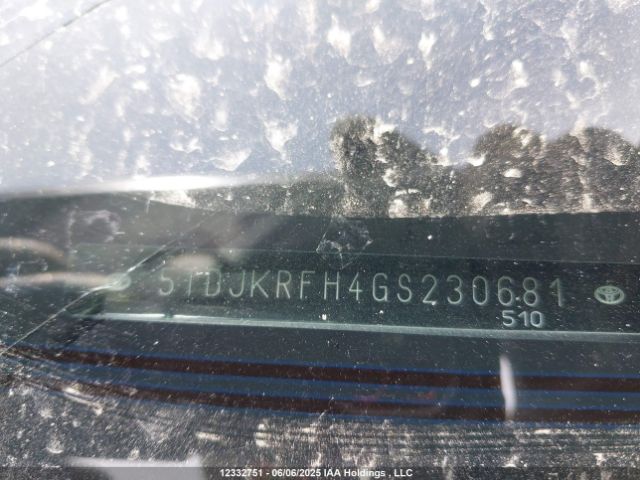 5TDJKRFH4GS230681
510
12332751 - 06/06/2025 IAA Holdings , LLC